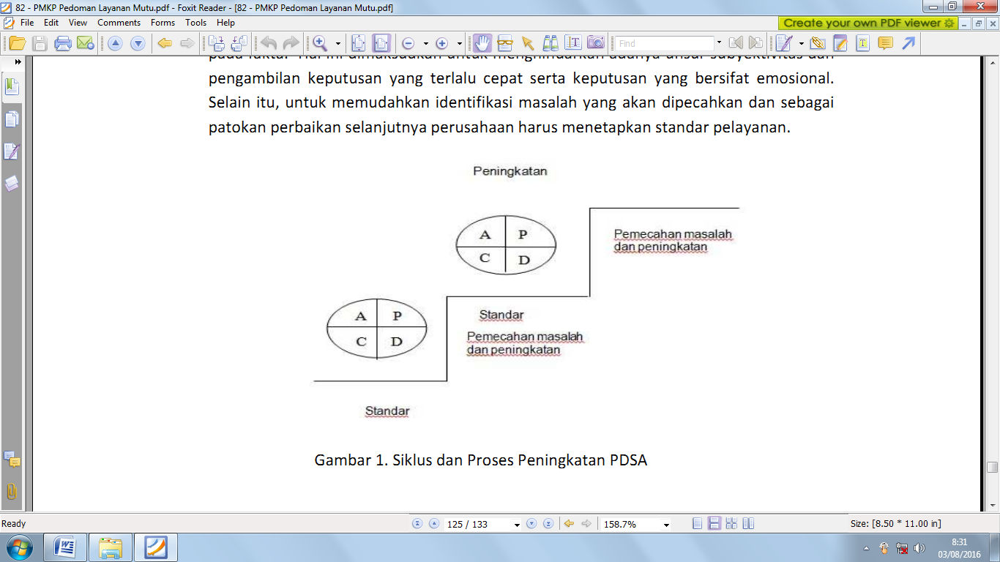 82 - PMKP Pedoman Layanan Mutu.pdf - Foxit Reader - [82 - PMKP Pedoman Layanan Mutu.pdf]
File Edit View Comments Forms Tools Help
Create your own PDF viewer
Find
pengambilan keputusan yang terlalu cepat serta keputusan yang bersifat emosional.
Selain itu, untuk memudahkan identifikasi masalah yang akan dipecahkan dan sebagai
patokan perbaikan selanjutnya perusahaan harus menetapkan standar pelayanan.
Peningkatan
A P
C D
Pemecahan masalah
dan peningkatan
A P
C D
Standar
Pemecahan masalah
dan peningkatan
Standar
Gambar 1. Siklus dan Proses Peningkatan PDSA
Ready
125 / 133
158.7%
Size: [8.50 * 11.00 in]
8:31
03/08/2016